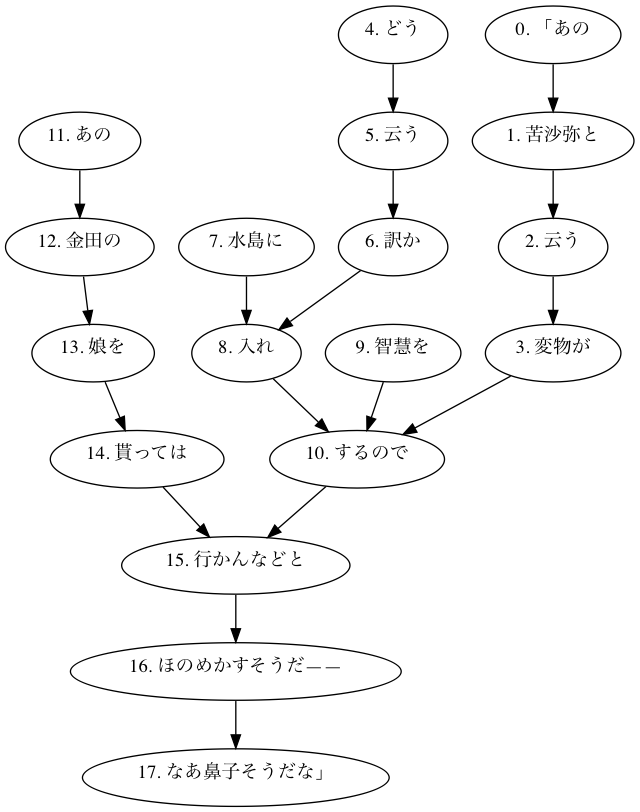 0. 「あの
1. 苦沙弥と
2. 云う
3. 変物が
4. どう
5. 云う
6. 訳か
7. 水島に
8. 入れ
9. 智慧を
10. するので
11. あの
12. 金田の
13. 娘を
14. 貰っては
15. 行かんなどと
16. ほのめかすそうだ——
17. なあ鼻子そうだな」